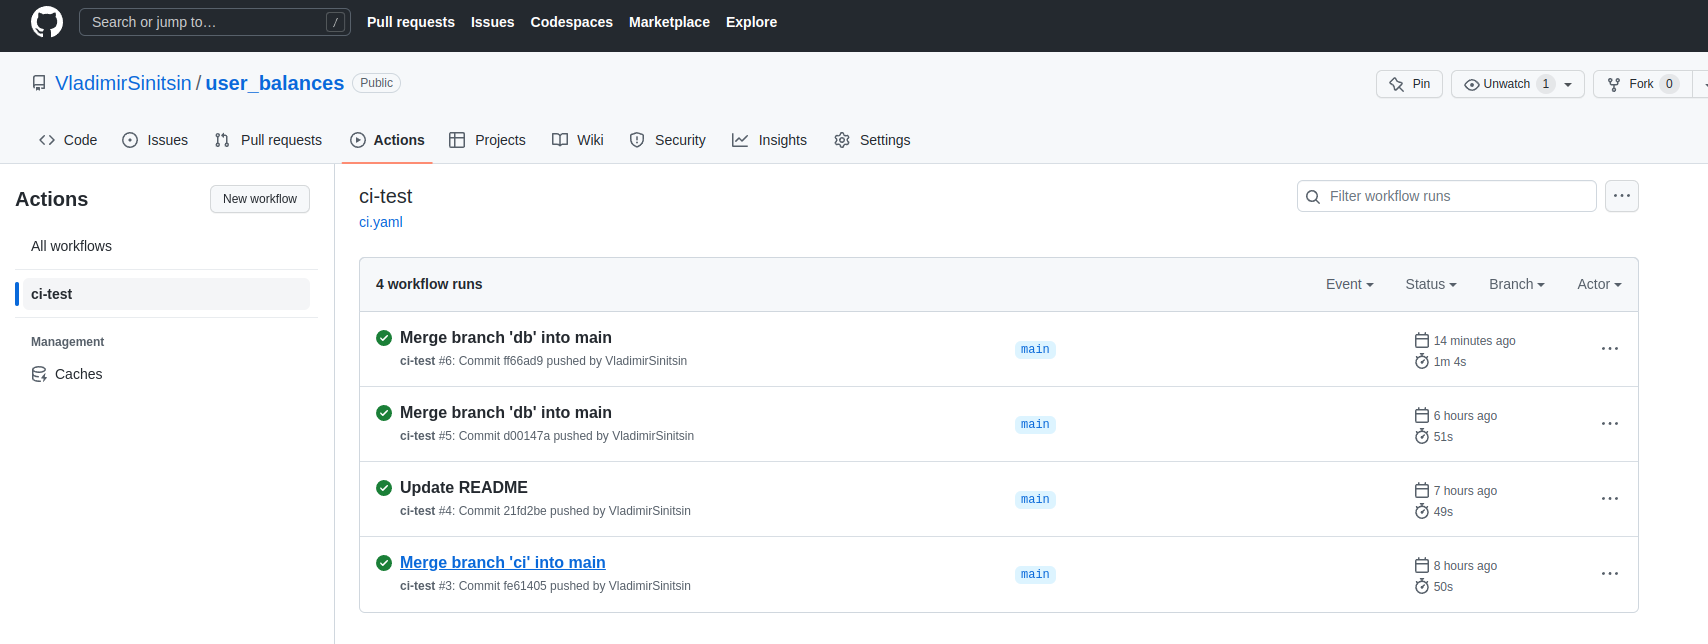 Search or jump to… /
Pull requests Issues Codespaces Marketplace Explore
VladimirSinitsin / user_balances Public
Pin Unwatch 1 Fork 0
Code Issues Pull requests Actions Projects Wiki Security Insights Settings
Actions New workflow
All workflows
ci-test
Management
Caches
ci-test
ci.yaml
Filter workflow runs
4 workflow runs Event Status Branch Actor
Merge branch 'db' into main
ci-test #6: Commit ff66ad9 pushed by VladimirSinitsin
main
14 minutes ago
1m 4s
Merge branch 'db' into main
ci-test #5: Commit d00147a pushed by VladimirSinitsin
main
6 hours ago
51s
Update README
ci-test #4: Commit 21fd2be pushed by VladimirSinitsin
main
7 hours ago
49s
Merge branch 'ci' into main
ci-test #3: Commit fe61405 pushed by VladimirSinitsin
main
8 hours ago
50s